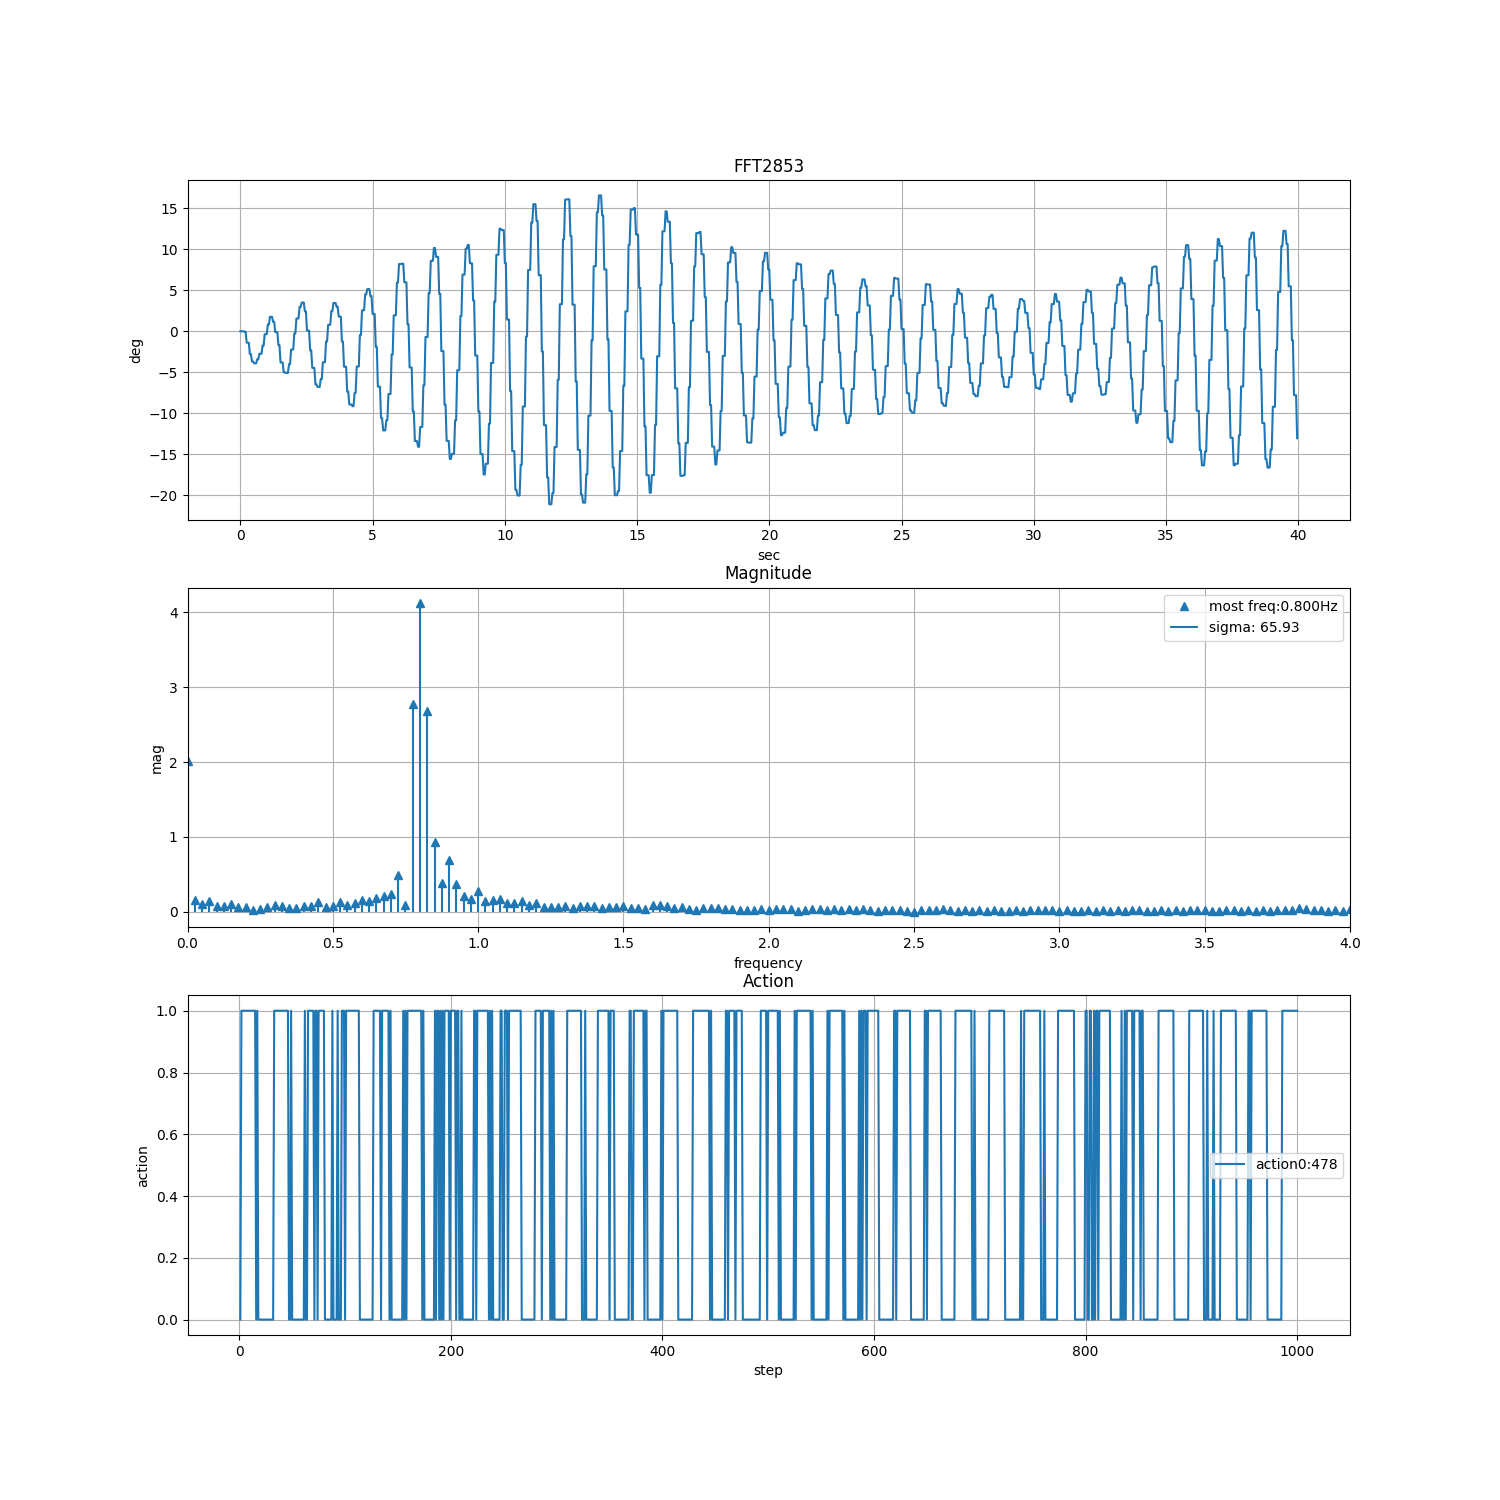 FFT2853
15
10
5
0
−5
−10
−15
−20
deg
0 5 10 15 20 25 30 35 40
sec
Magnitude
4
3
2
1
0
mag
most freq:0.800Hz
sigma: 65.93
0.0 0.5 1.0 1.5 2.0 2.5 3.0 3.5 4.0
frequency
Action
1.0
0.8
0.6
0.4
0.2
0.0
action
action0:478
0 200 400 600 800 1000
step